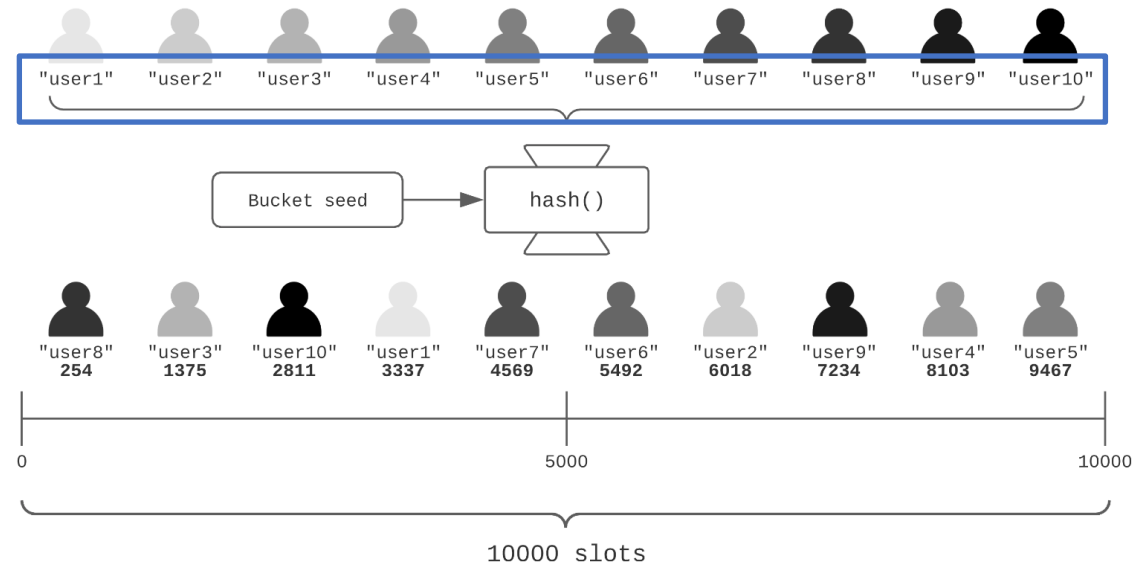 "user1" "user2" "user3" "user4" "user5" "user6" "user7" "user8" "user9" "user10"
Bucket seed
hash()
"user8" "user3" "user10" "user1" "user7" "user6" "user2" "user9" "user4" "user5"
254 1375 2811 3337 4569 5492 6018 7234 8103 9467
0 5000 10000
10000 slots